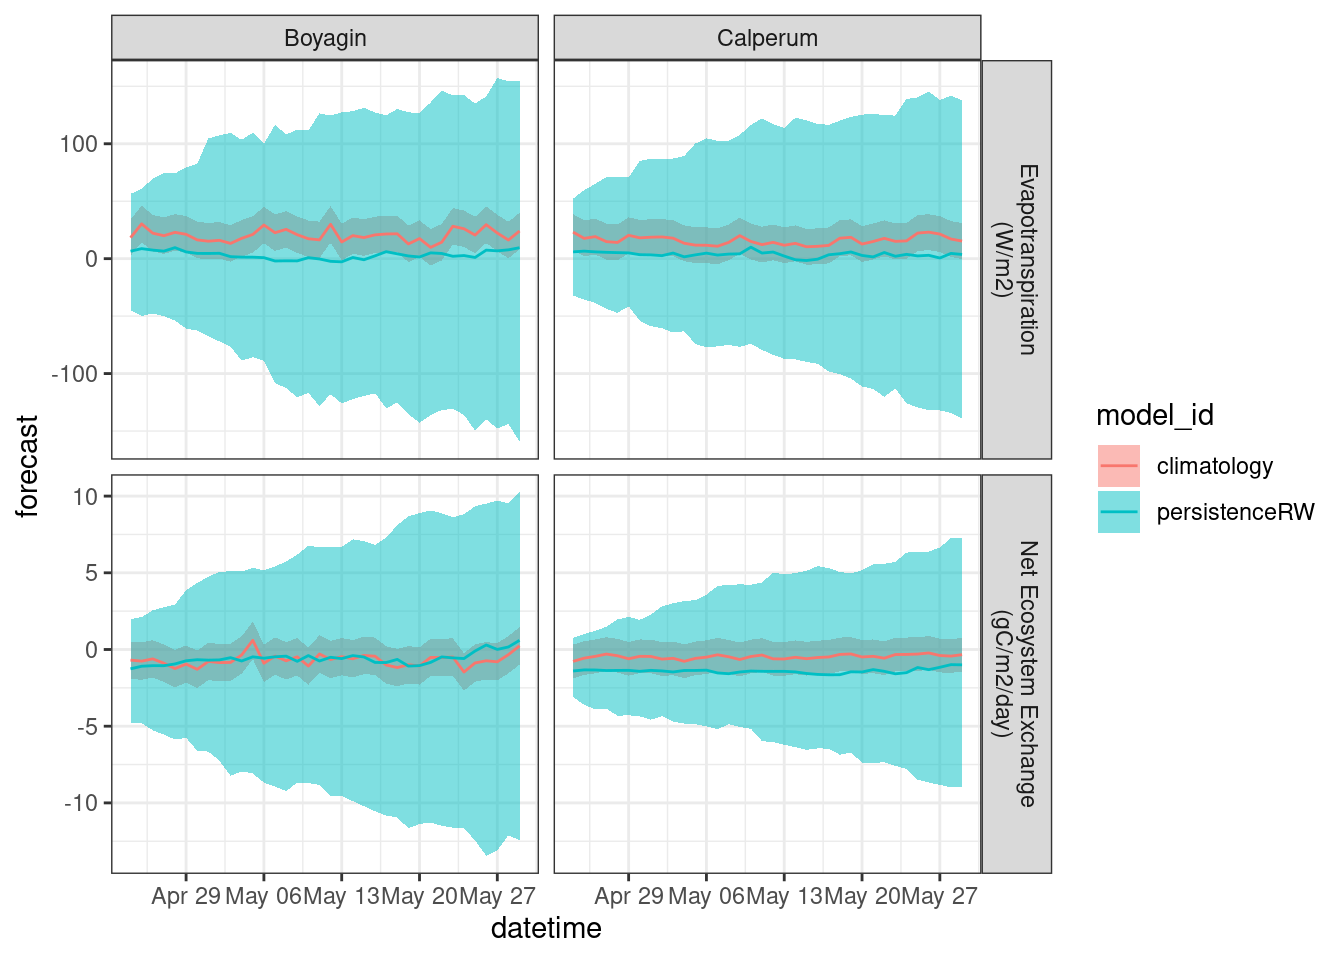 Boyagin
Calperum
100
0
-100
Evapotranspiration
(W/m2)
forecast
10
5
0
-5
-10
Net Ecosystem Exchange
(gC/m2/day)
Apr 29 May 06 May 13 May 20 May 27
Apr 29 May 06 May 13 May 20 May 27
datetime
model_id
climatology
persistenceRW